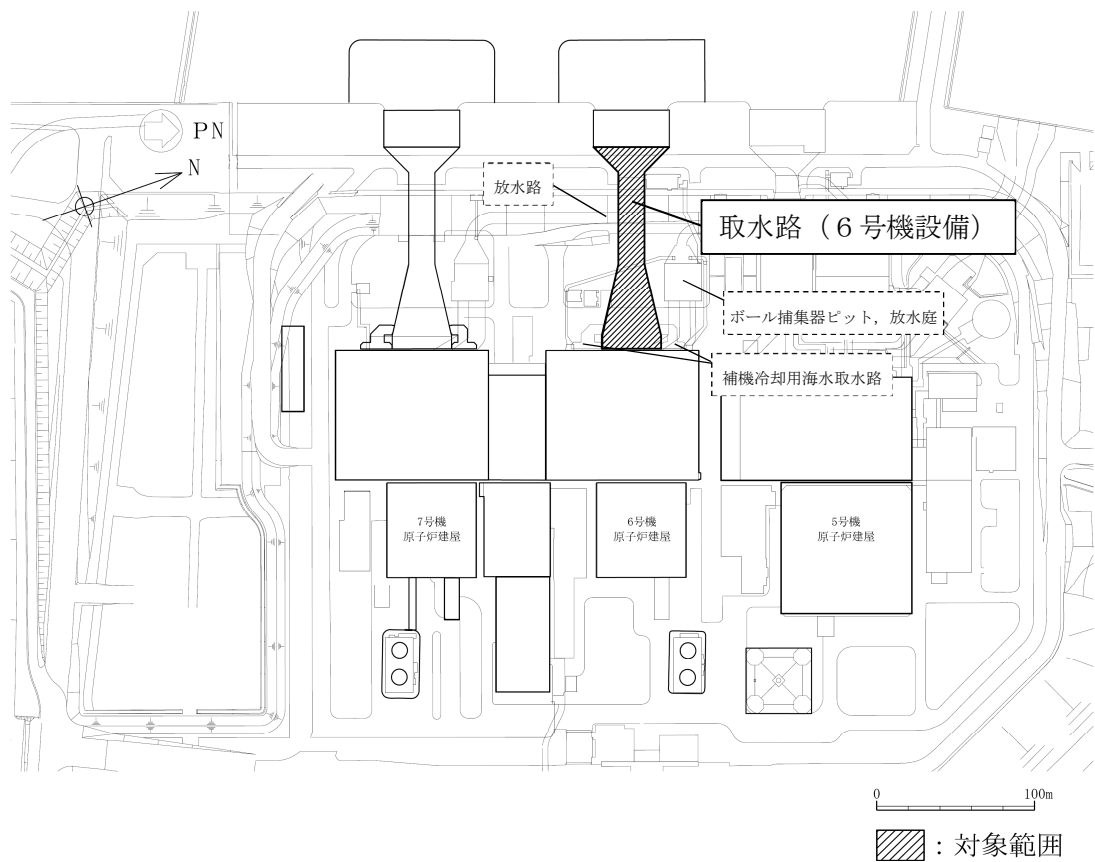 PN
N
放水路
取水路（６号機設備）
ボール捕集器ピット，放水庭
補機冷却用海水取水路
7号機
原子炉建屋
6号機
原子炉建屋
5号機
原子炉建屋
0 100m
：対象範囲